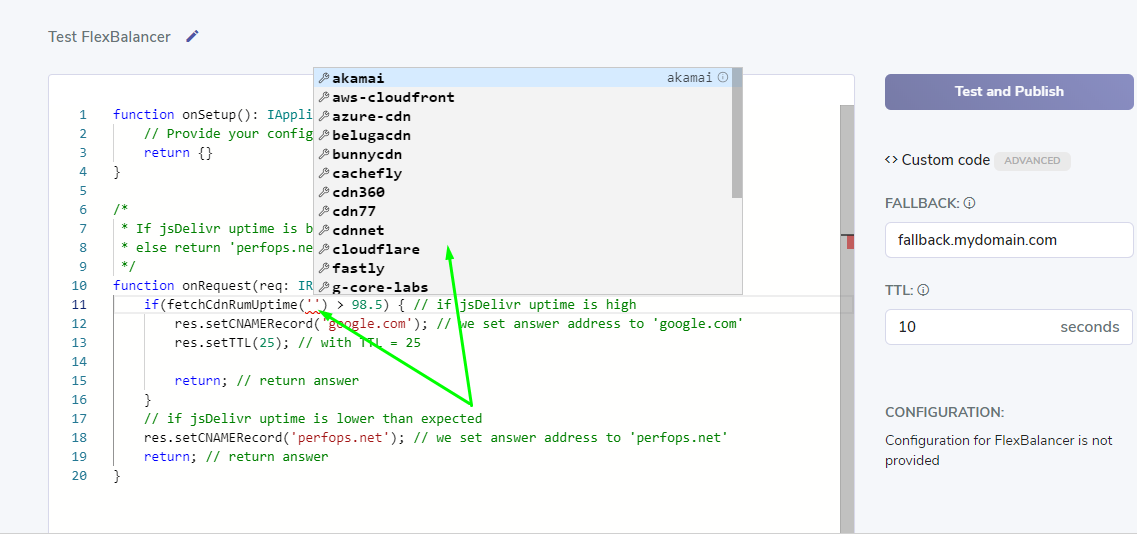 Test FlexBalancer
akamai akamai
aws-cloudfront
azure-cdn
belugacdn
bunnycdn
cachefly
cdn360
cdn77
cdnnet
cloudflare
fastly
g-core-labs
1 function onSetup(): IAppli
2 // Provide your config
3 return {}
4 }
5
6 /*
7 * If jsDelivr uptime is b
8 * else return 'perfops.ne
9 */
10 function onRequest(req: IR
11 if(fetchCdnRumUptime('') > 98.5) { // if jsDelivr uptime is high
12 res.setCNAMERecord('google.com'); // we set answer address to 'google.com'
13 res.setTTL(25); // with TTL = 25
14
15 return; // return answer
16 }
17 // if jsDelivr uptime is lower than expected
18 res.setCNAMERecord('perfops.net'); // we set answer address to 'perfops.net'
19 return; // return answer
20 }
Test and Publish
<> Custom code ADVANCED
FALLBACK:
fallback.mydomain.com
TTL:
10 seconds
CONFIGURATION:
Configuration for FlexBalancer is not
provided